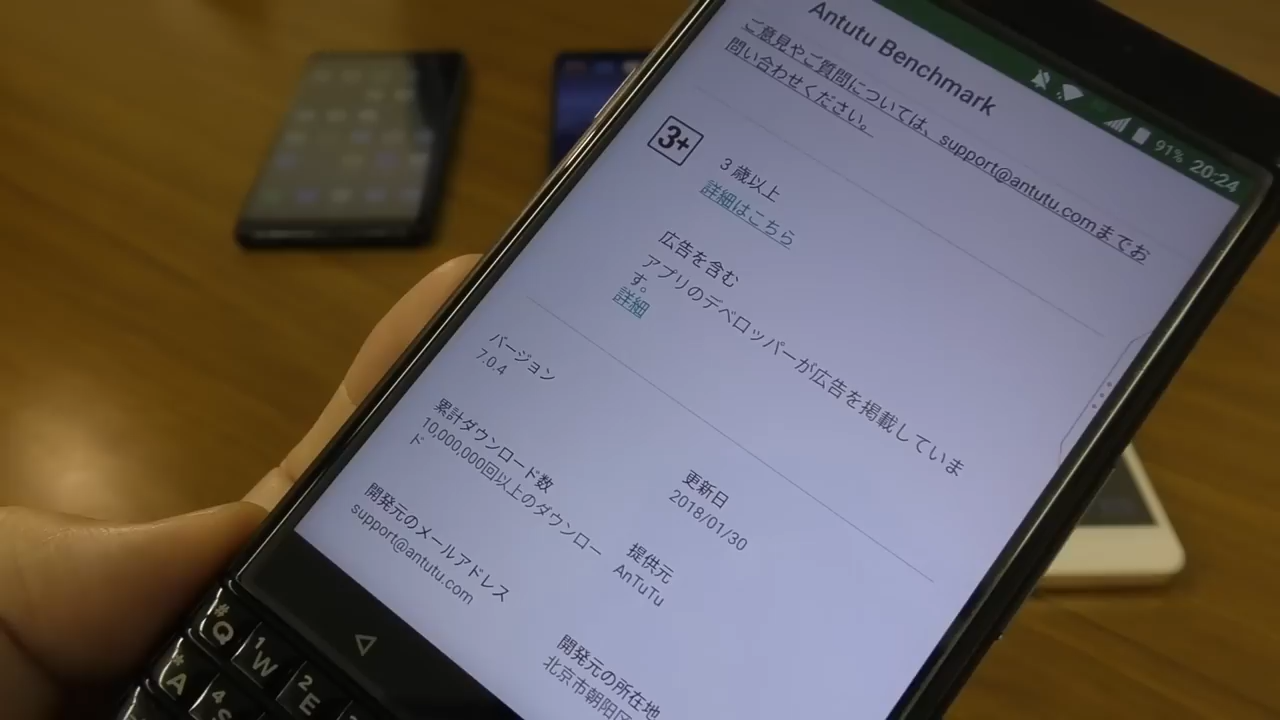 91% 20:24
Antutu Benchmark
ご意見やご質問については、support@antutu.comまでお
問い合わせください。
3+
3 歳以上
詳細はこちら
広告を含む
アプリのデベロッパーが広告を掲載していま
す。
詳細
バージョン
7.0.4
更新日
2018/01/30
累計ダウンロード数
10,000,000回以上のダウンロー
ド
提供元
AnTuTu
開発元のメールアドレス
support@antutu.com
開発元の所在地
北京市朝阳区
# Q
1 W
2 E
* A
4 S